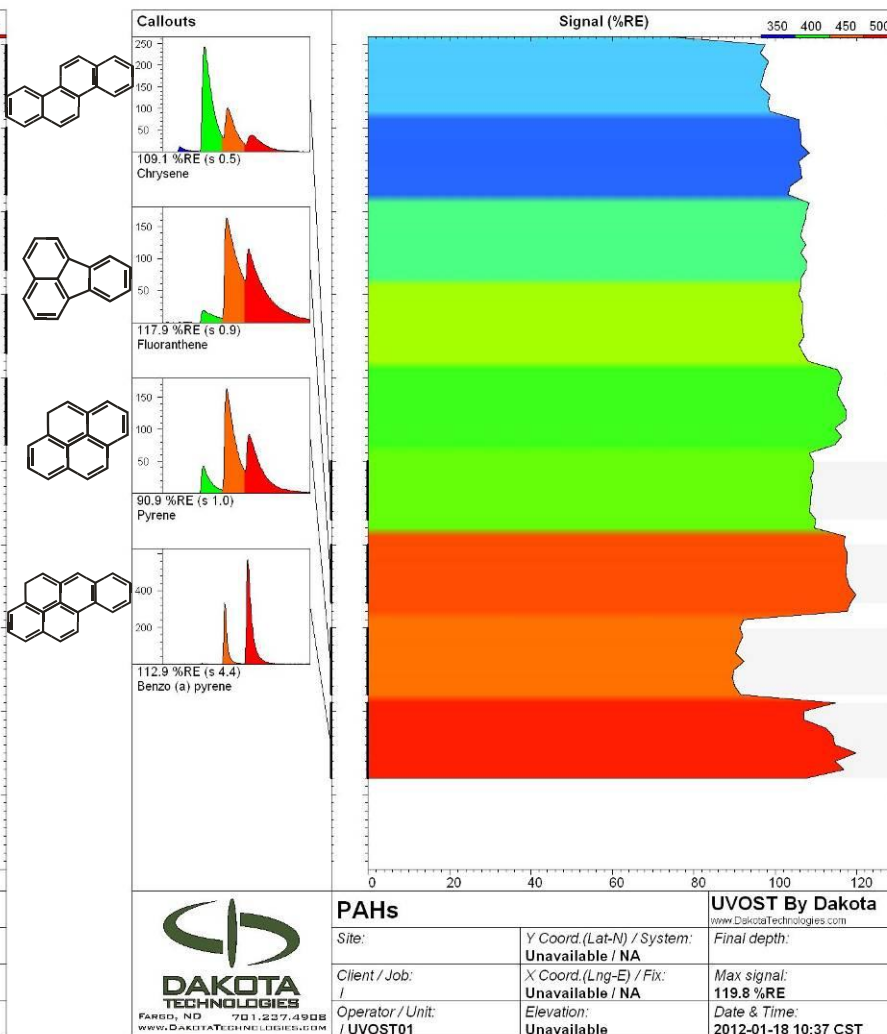 Callouts
Signal (%RE)
350 400 450 500
250
200
150
100
50
109.1 %RE (s 0.5)
Chrysene
150
100
50
117.9 %RE (s 0.9)
Fluoranthene
150
100
50
90.9 %RE (s 1.0)
Pyrene
400
200
112.9 %RE (s 4.4)
Benzo (a) pyrene
0 20 40 60 80 100 120
DAKOTA
TECHNOLOGIES
FARGO, ND 701.237.4908
WWW.DAKOTATECHNOLOGIES.COM
PAHs
UVOST By Dakota
www.DakotaTechnologies.com
Site:
Y Coord.(Lat-N) / System:
Unavailable / NA
Final depth:
Client / Job:
/
X Coord.(Lng-E) / Fix:
Unavailable / NA
Max signal:
119.8 %RE
Operator / Unit:
/ UVOST01
Elevation:
Unavailable
Date & Time:
2012-01-18 10:37 CST